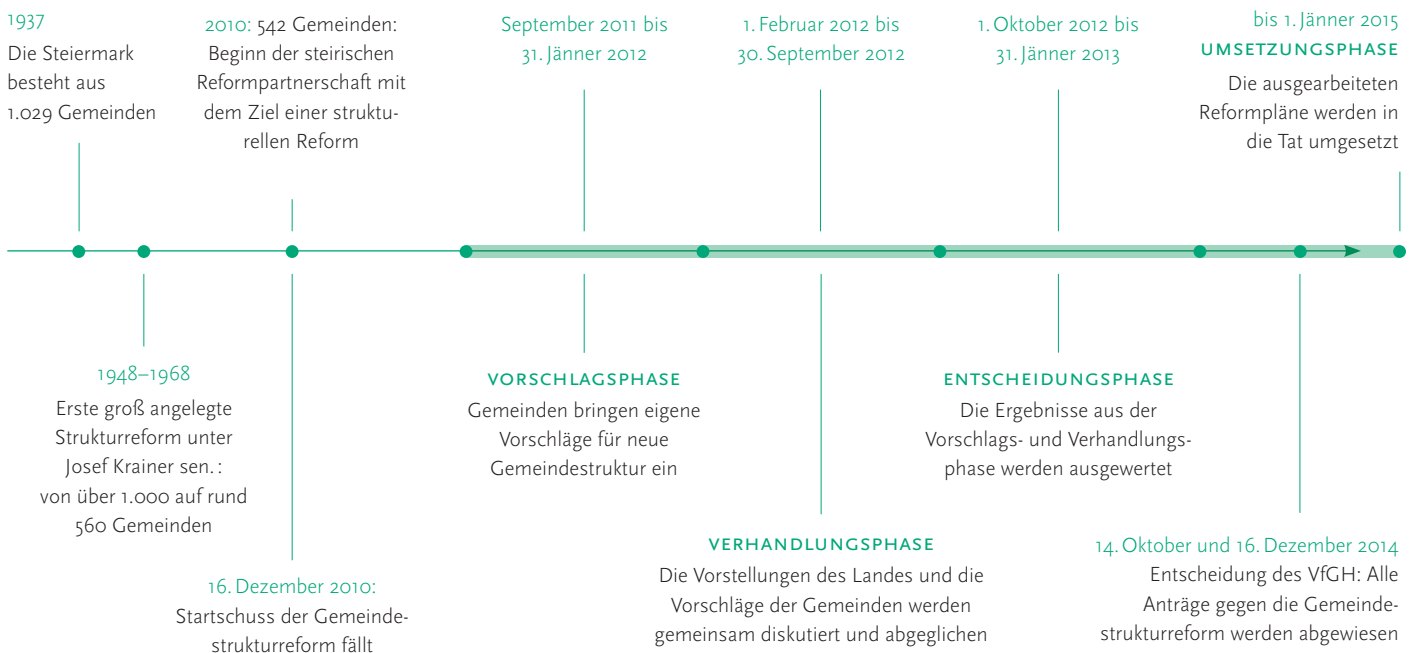 1937
Die Steiermark
besteht aus
1.029 Gemeinden
2010: 542 Gemeinden:
Beginn der steirischen
Reformpartnerschaft mit
dem Ziel einer struktu-
rellen Reform
September 2011 bis
31. Jänner 2012
1. Februar 2012 bis
30. September 2012
1. Oktober 2012 bis
31. Jänner 2013
bis 1. Jänner 2015
UMSETZUNGSPHASE
Die ausgearbeiteten
Reformpläne werden in
die Tat umgesetzt
1948–1968
Erste groß angelegte
Strukturreform unter
Josef Krainer sen.:
von über 1.000 auf rund
560 Gemeinden
16. Dezember 2010:
Startschuss der Gemeinde-
strukturreform fällt
VORSCHLAGSPHASE
Gemeinden bringen eigene
Vorschläge für neue
Gemeindestruktur ein
VERHANDLUNGSPHASE
Die Vorstellungen des Landes und die
Vorschläge der Gemeinden werden
gemeinsam diskutiert und abgeglichen
ENTSCHEIDUNGSPHASE
Die Ergebnisse aus der
Vorschlags- und Verhandlungs-
phase werden ausgewertet
14. Oktober und 16. Dezember 2014
Entscheidung des VfGH: Alle
Anträge gegen die Gemeinde-
strukturreform werden abgewiesen